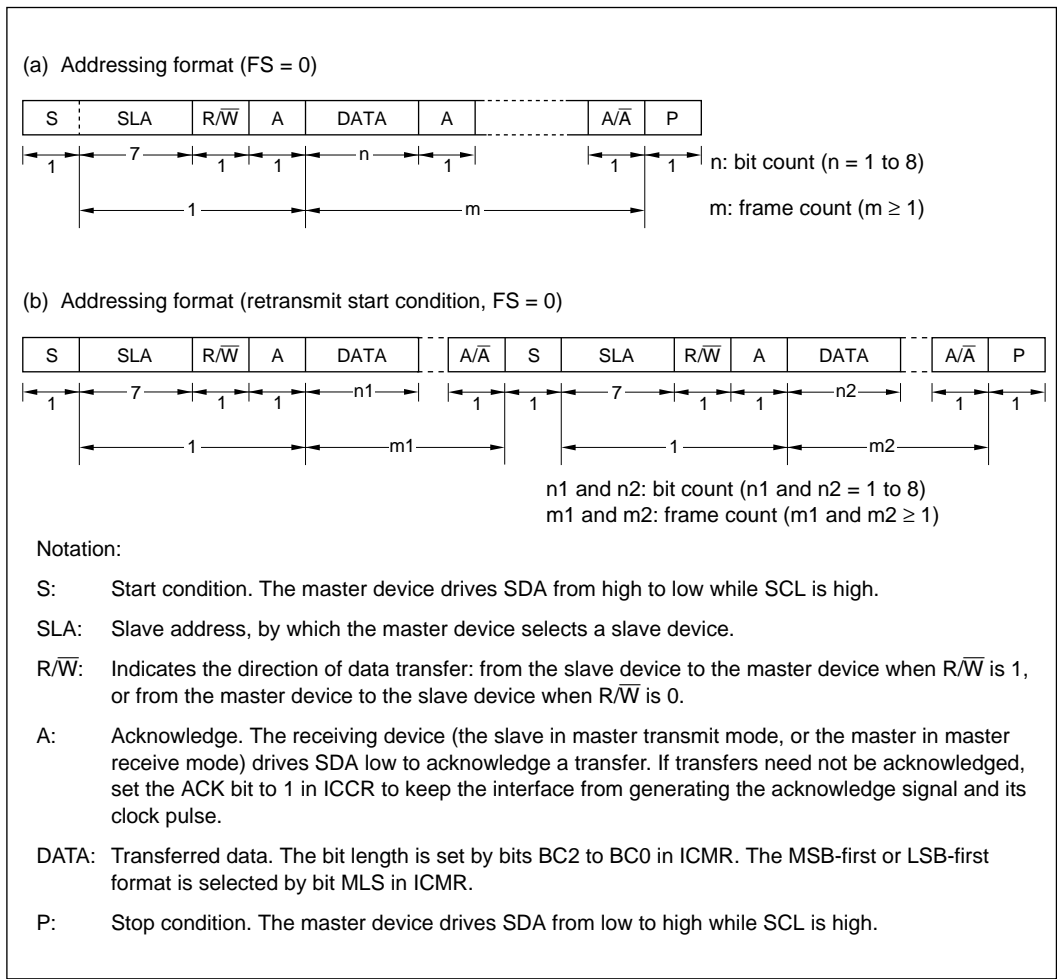 (a) Addressing format (FS = 0)
S SLA R/W̅ A DATA A A/A̅ P
1 7 1 1 n 1 1 1
n: bit count (n = 1 to 8)
1 m
m: frame count (m ≥ 1)
(b) Addressing format (retransmit start condition, FS = 0)
S SLA R/W̅ A DATA A/A̅ S SLA R/W̅ A DATA A/A̅ P
1 7 1 1 n1 1 1 7 1 1 n2 1 1
1 m1 1 m2
n1 and n2: bit count (n1 and n2 = 1 to 8)
m1 and m2: frame count (m1 and m2 ≥ 1)
Notation:
S: Start condition. The master device drives SDA from high to low while SCL is high.
SLA: Slave address, by which the master device selects a slave device.
R/W̅: Indicates the direction of data transfer: from the slave device to the master device when R/W̅ is 1,
or from the master device to the slave device when R/W̅ is 0.
A: Acknowledge. The receiving device (the slave in master transmit mode, or the master in master
receive mode) drives SDA low to acknowledge a transfer. If transfers need not be acknowledged,
set the ACK bit to 1 in ICCR to keep the interface from generating the acknowledge signal and its
clock pulse.
DATA: Transferred data. The bit length is set by bits BC2 to BC0 in ICMR. The MSB-first or LSB-first
format is selected by bit MLS in ICMR.
P: Stop condition. The master device drives SDA from low to high while SCL is high.